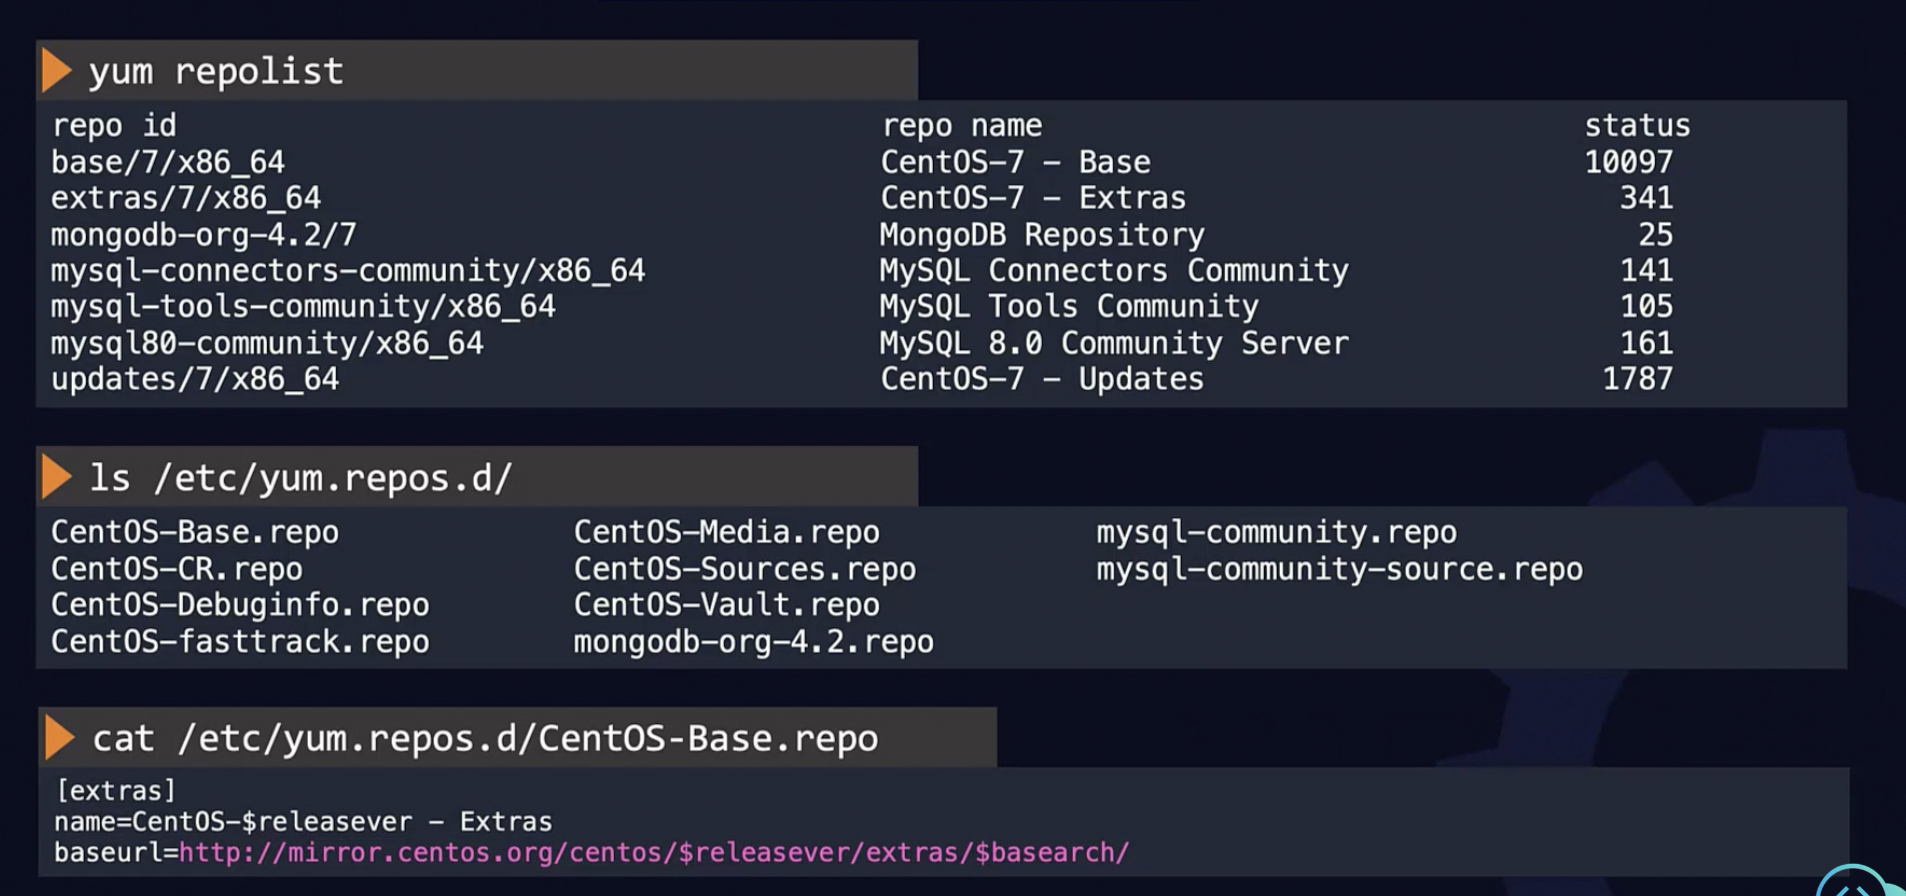 yum repolist
repo id repo name status
base/7/x86_64 CentOS-7 - Base 10097
extras/7/x86_64 CentOS-7 - Extras 341
mongodb-org-4.2/7 MongoDB Repository 25
mysql-connectors-community/x86_64 MySQL Connectors Community 141
mysql-tools-community/x86_64 MySQL Tools Community 105
mysql80-community/x86_64 MySQL 8.0 Community Server 161
updates/7/x86_64 CentOS-7 - Updates 1787
ls /etc/yum.repos.d/
CentOS-Base.repo CentOS-Media.repo mysql-community.repo
CentOS-CR.repo CentOS-Sources.repo mysql-community-source.repo
CentOS-Debuginfo.repo CentOS-Vault.repo
CentOS-fasttrack.repo mongodb-org-4.2.repo
cat /etc/yum.repos.d/CentOS-Base.repo
[extras]
name=CentOS-$releasever - Extras
baseurl=http://mirror.centos.org/centos/$releasever/extras/$basearch/